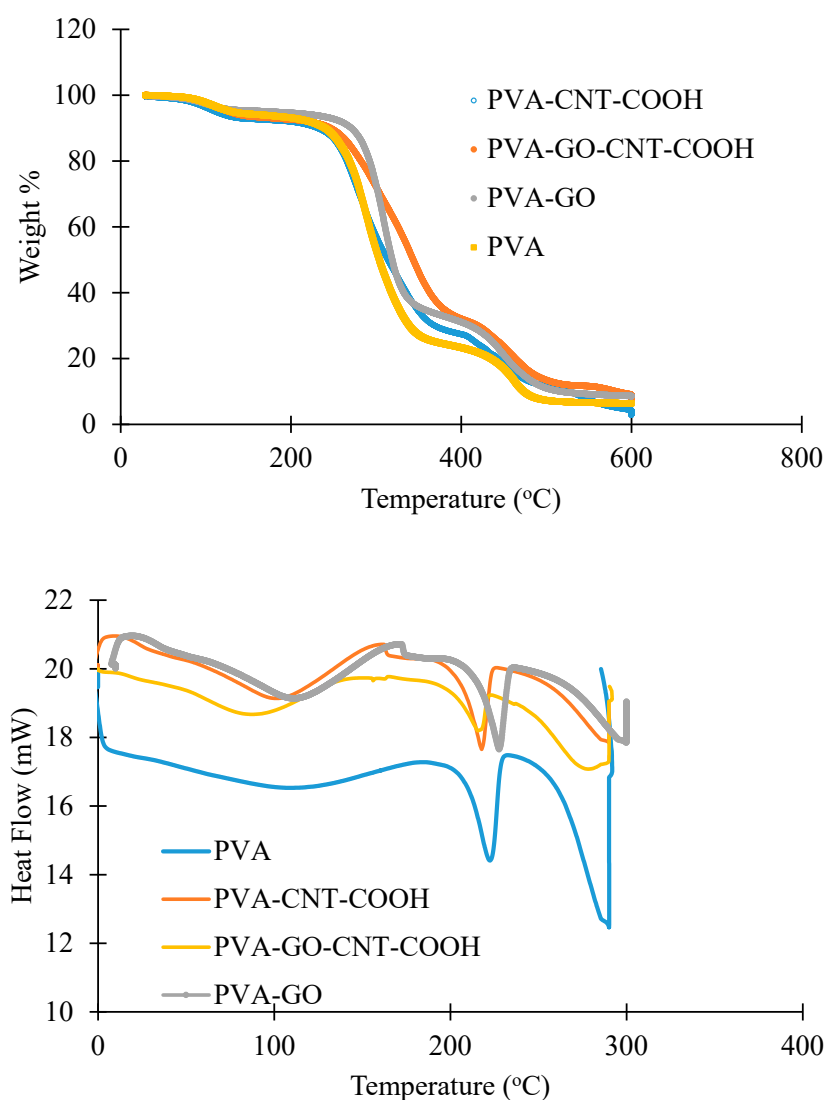 120
100
80
60
40
20
0
Weight %
PVA-CNT-COOH
PVA-GO-CNT-COOH
PVA-GO
PVA
0 200 400 600 800
Temperature (°C)
22
20
18
16
14
12
10
Heat Flow (mW)
PVA
PVA-CNT-COOH
PVA-GO-CNT-COOH
PVA-GO
0 100 200 300 400
Temperature (°C)